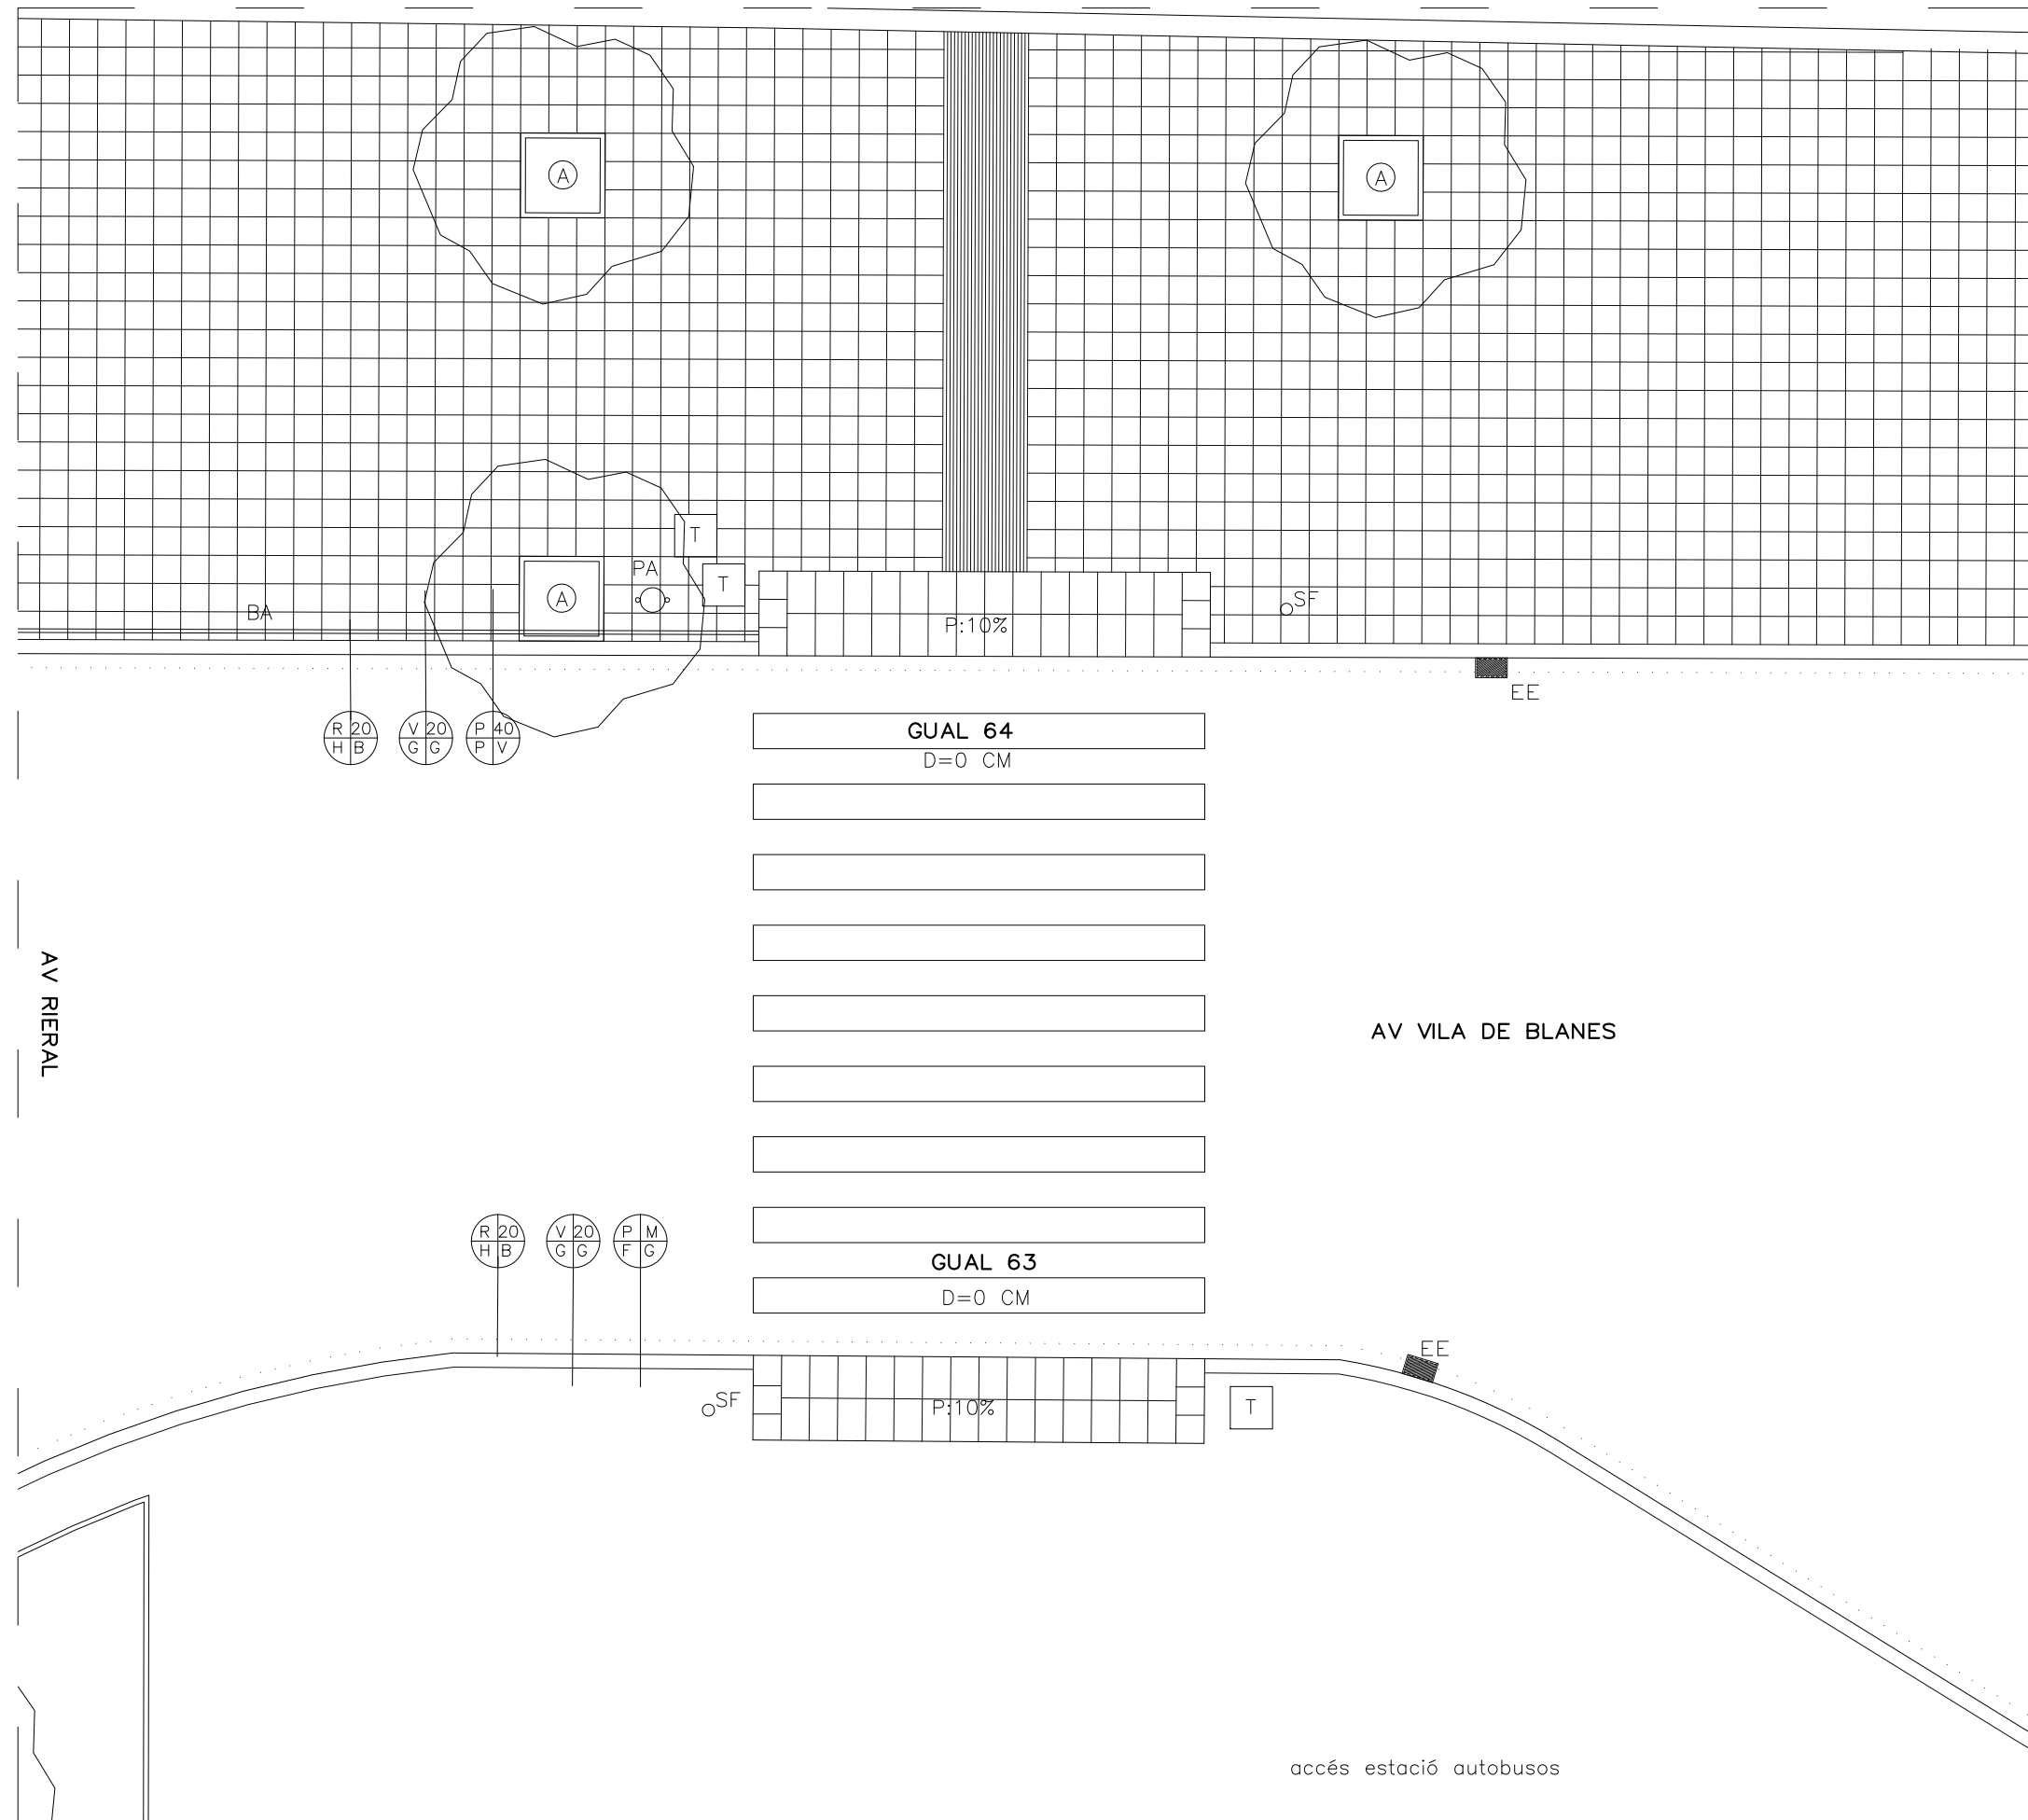 A
A
T
PA
T
A
BA
SF
P:10%
EE
R 20
H B
V 20
G G
P 40
P V
GUAL 64
D=0 CM
AV RIERAL
AV VILA DE BLANES
R 20
H B
V 20
G G
P M
F G
GUAL 63
D=0 CM
EE
SF
P:10%
T
accés estació autobusos